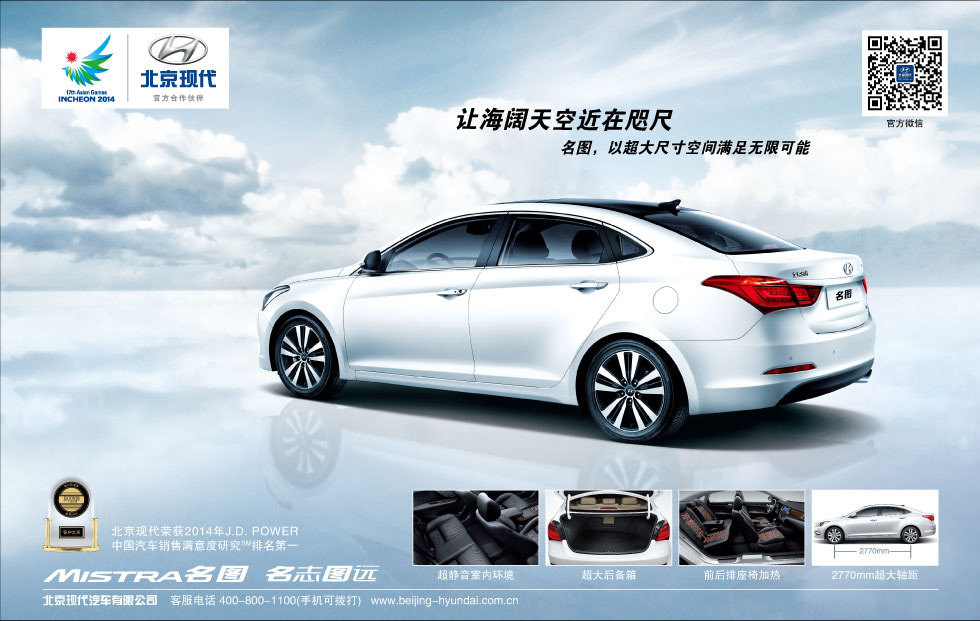 17th Asian Games
INCHEON 2014
北京现代
官方合作伙伴
官方微信
让海阔天空近在咫尺
名图，以超大尺寸空间满足无限可能
名图
北京现代荣获2014年J.D. POWER
中国汽车销售满意度研究SM排名第一
MISTRA名图 名志图远
超静音室内环境
超大后备箱
前后排座椅加热
2770mm
2770mm超大轴距
北京现代汽车有限公司 客服电话 400-800-1100(手机可拨打) www.beijing-hyundai.com.cn